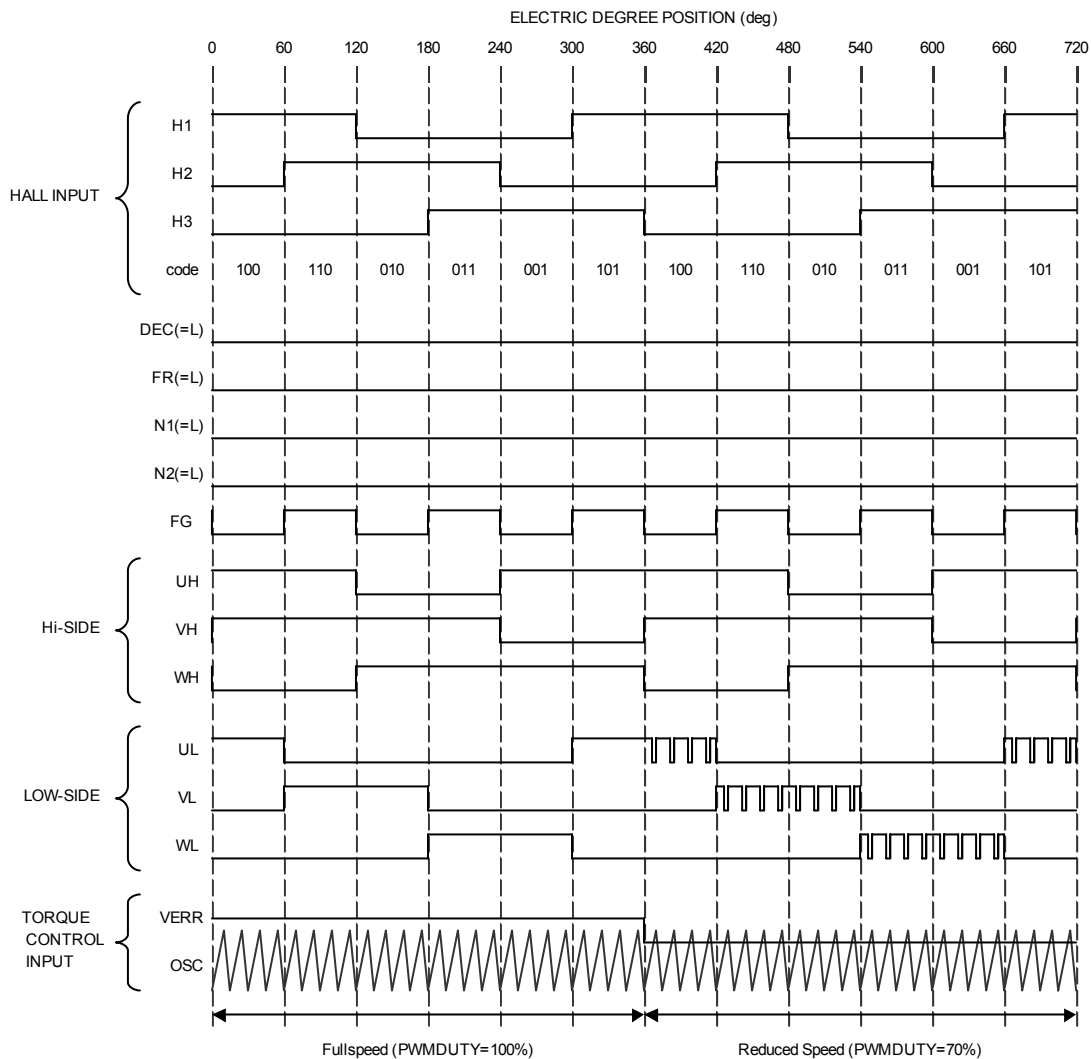 ELECTRIC DEGREE POSITION (deg)
0 60 120 180 240 300 360 420 480 540 600 660 720
HALL INPUT
H1
H2
H3
code 100 110 010 011 001 101 100 110 010 011 001 101
DEC(=L)
FR(=L)
N1(=L)
N2(=L)
FG
Hi-SIDE
UH
VH
WH
LOW-SIDE
UL
VL
WL
TORQUE
CONTROL
INPUT
VERR
OSC
Fullspeed (PWMDUTY=100%) Reduced Speed (PWMDUTY=70%)